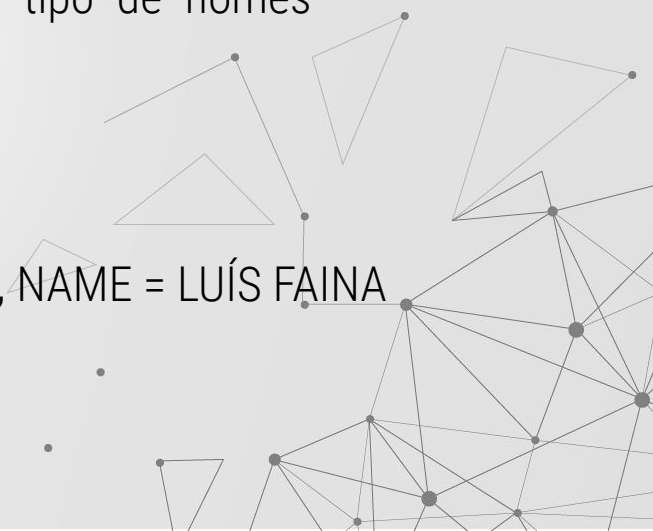 tipo de nomes
, NAME = LUÍS FAINA